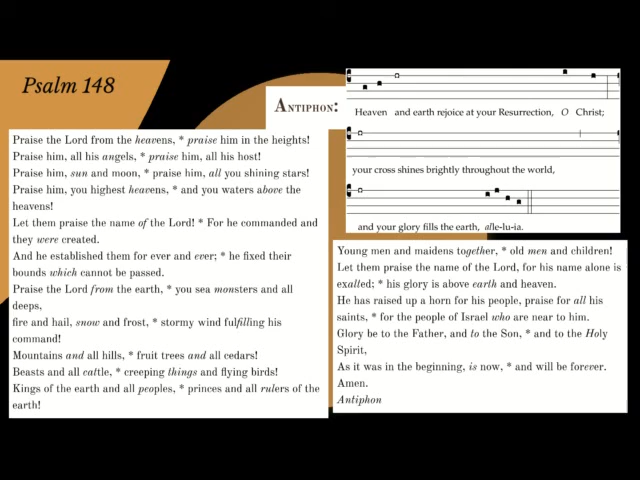 Psalm 148
Praise the Lord from the heavens, * praise him in the heights!
Praise him, all his angels, * praise him, all his host!
Praise him, sun and moon, * praise him, all you shining stars!
Praise him, you highest heavens, * and you waters above the
heavens!
Let them praise the name of the Lord! * For he commanded and
they were created.
And he established them for ever and ever; * he fixed their
bounds which cannot be passed.
Praise the Lord from the earth, * you sea monsters and all
deeps,
fire and hail, snow and frost, * stormy wind fulfilling his
command!
Mountains and all hills, * fruit trees and all cedars!
Beasts and all cattle, * creeping things and flying birds!
Kings of the earth and all peoples, * princes and all rulers of the
earth!
Antiphon:
Heaven and earth rejoice at your Resurrection, O Christ;
your cross shines brightly throughout the world,
and your glory fills the earth, alle-lu-ia.
Young men and maidens together, * old men and children!
Let them praise the name of the Lord, for his name alone is
exalted; * his glory is above earth and heaven.
He has raised up a horn for his people, praise for all his
saints, * for the people of Israel who are near to him.
Glory be to the Father, and to the Son, * and to the Holy
Spirit,
As it was in the beginning, is now, * and will be forever.
Amen.
Antiphon